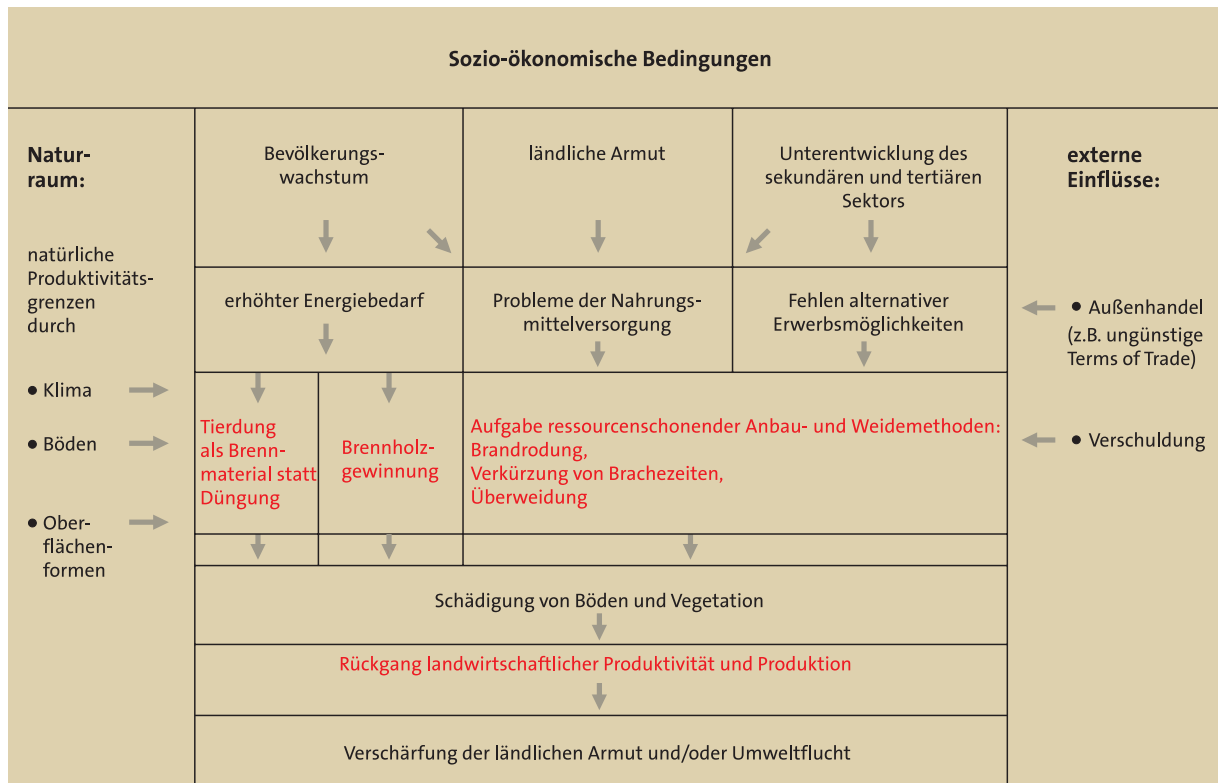 Sozio-ökonomische Bedingungen
Natur-
raum:
natürliche
Produktivitäts-
grenzen
durch
● Klima
● Böden
● Ober-
flächen-
formen
Bevölkerungs-
wachstum
ländliche Armut
Unterentwicklung des
sekundären und tertiären
Sektors
erhöhter Energiebedarf
Probleme der Nahrungs-
mittelversorgung
Fehlen alternativer
Erwerbsmöglichkeiten
Tierdung
als Brenn-
material statt
Düngung
Brennholz-
gewinnung
Aufgabe ressourcenschonender Anbau- und Weidemethoden:
Brandrodung,
Verkürzung von Brachezeiten,
Überweidung
Schädigung von Böden und Vegetation
Rückgang landwirtschaftlicher Produktivität und Produktion
Verschärfung der ländlichen Armut und/oder Umweltflucht
externe
Einflüsse:
● Außenhandel
(z.B. ungünstige
Terms of Trade)
● Verschuldung